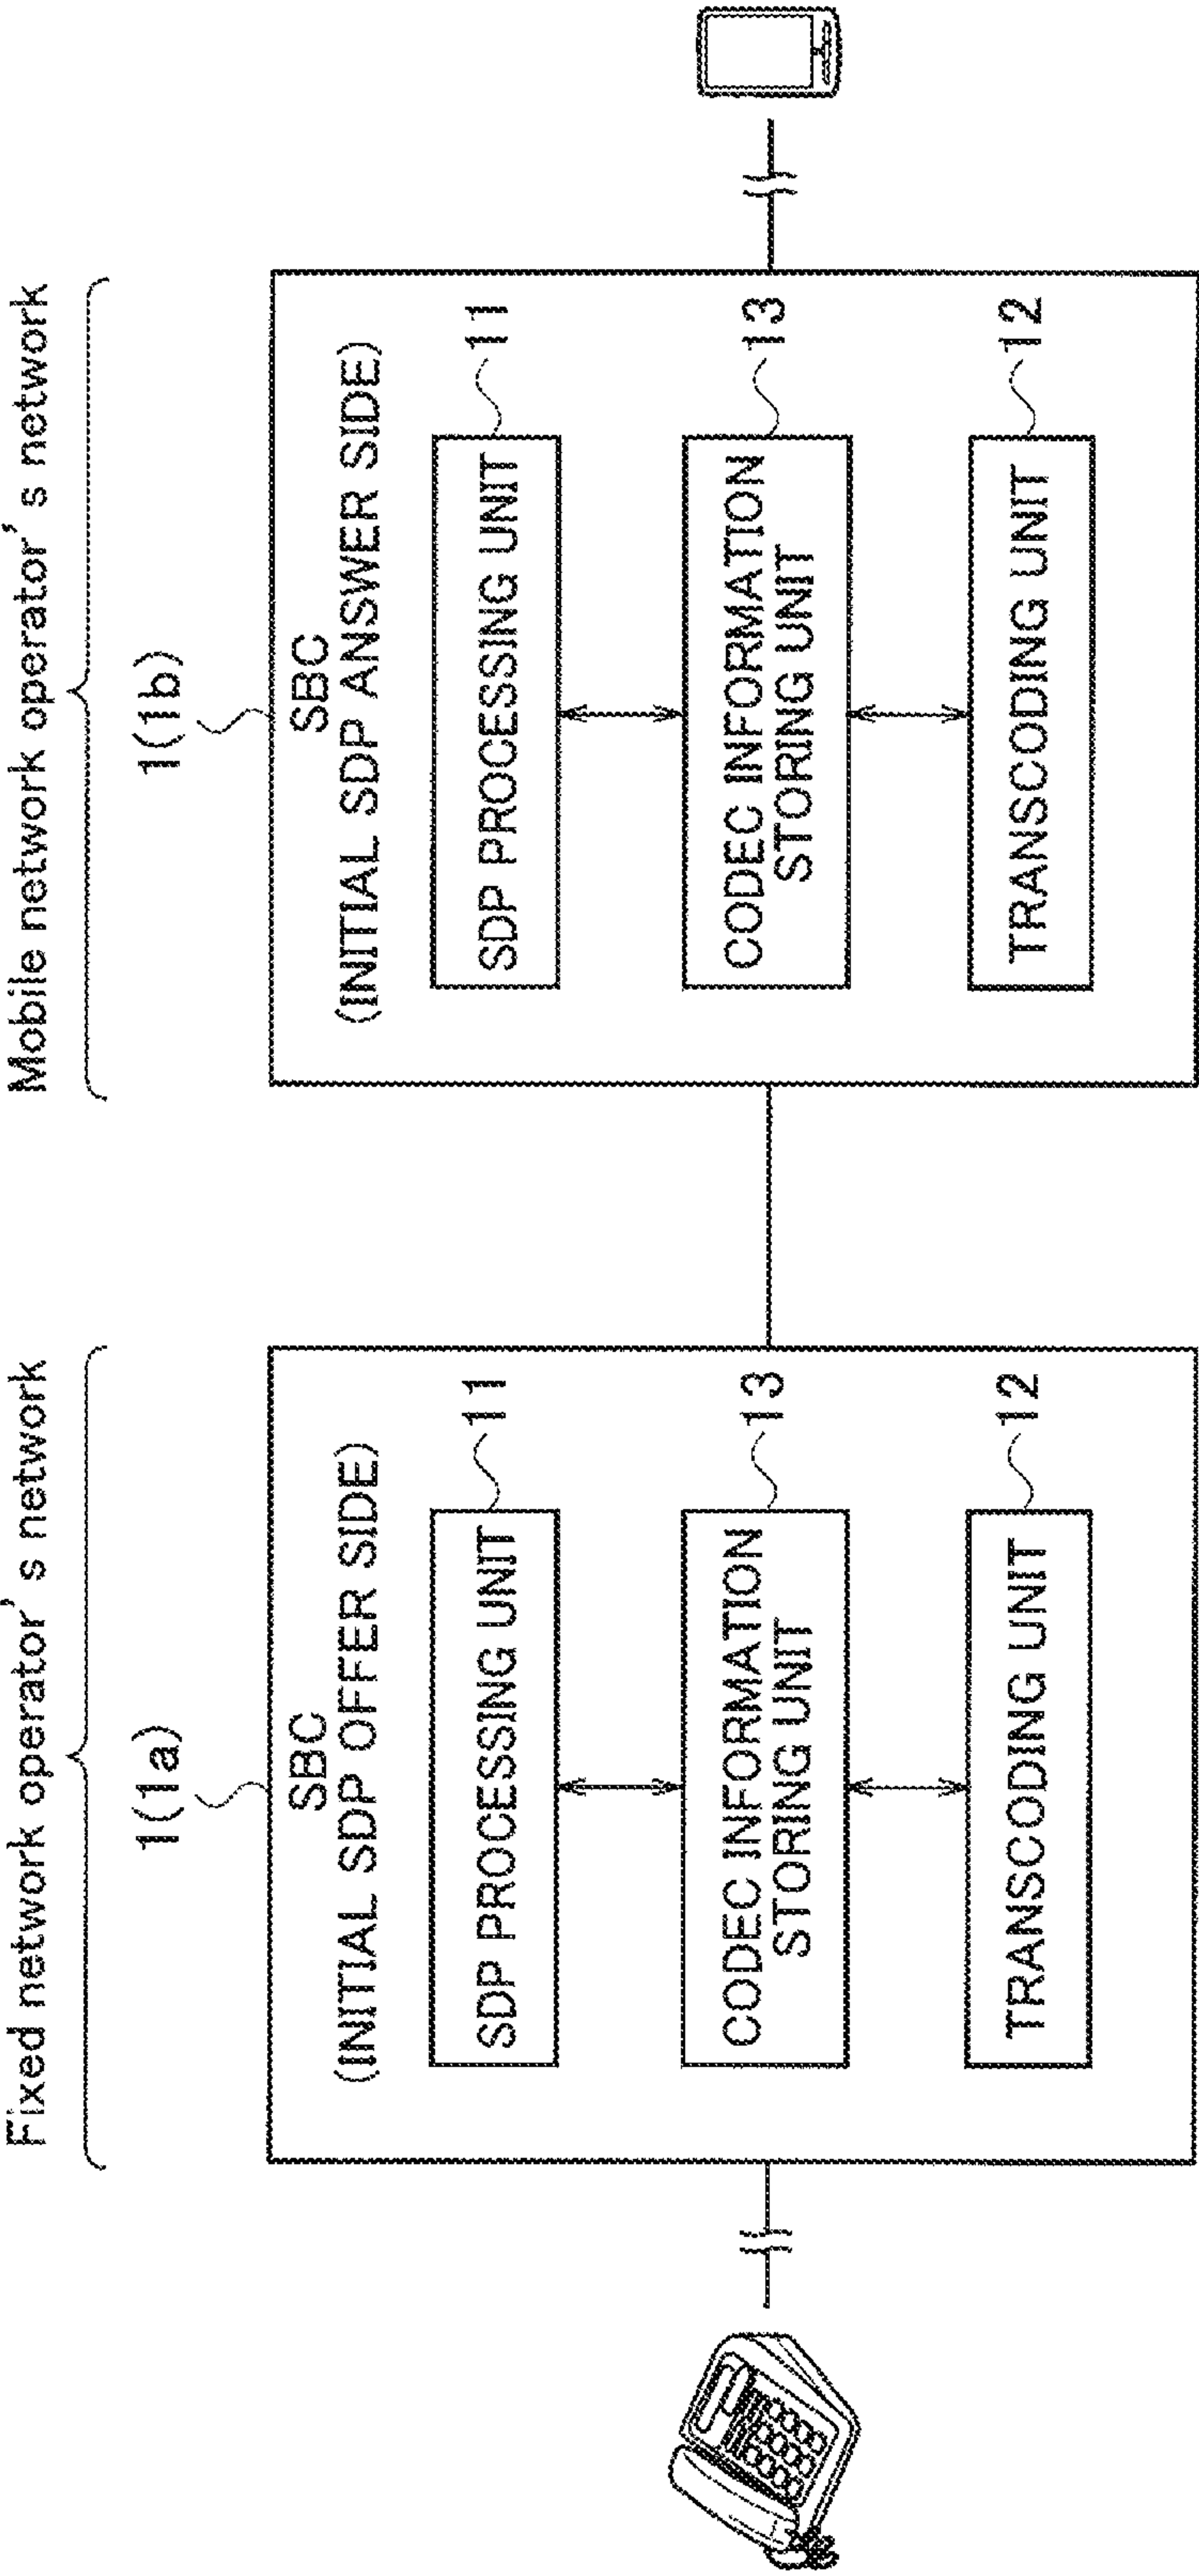 Fixed network operator's network
1(1a)
SBC
(INITIAL SDP OFFER SIDE)
SDP PROCESSING UNIT
11
CODEC INFORMATION
STORING UNIT
13
TRANSCODING UNIT
12
Mobile network operator's network
1(1b)
SBC
(INITIAL SDP ANSWER SIDE)
SDP PROCESSING UNIT
11
CODEC INFORMATION
STORING UNIT
13
TRANSCODING UNIT
12